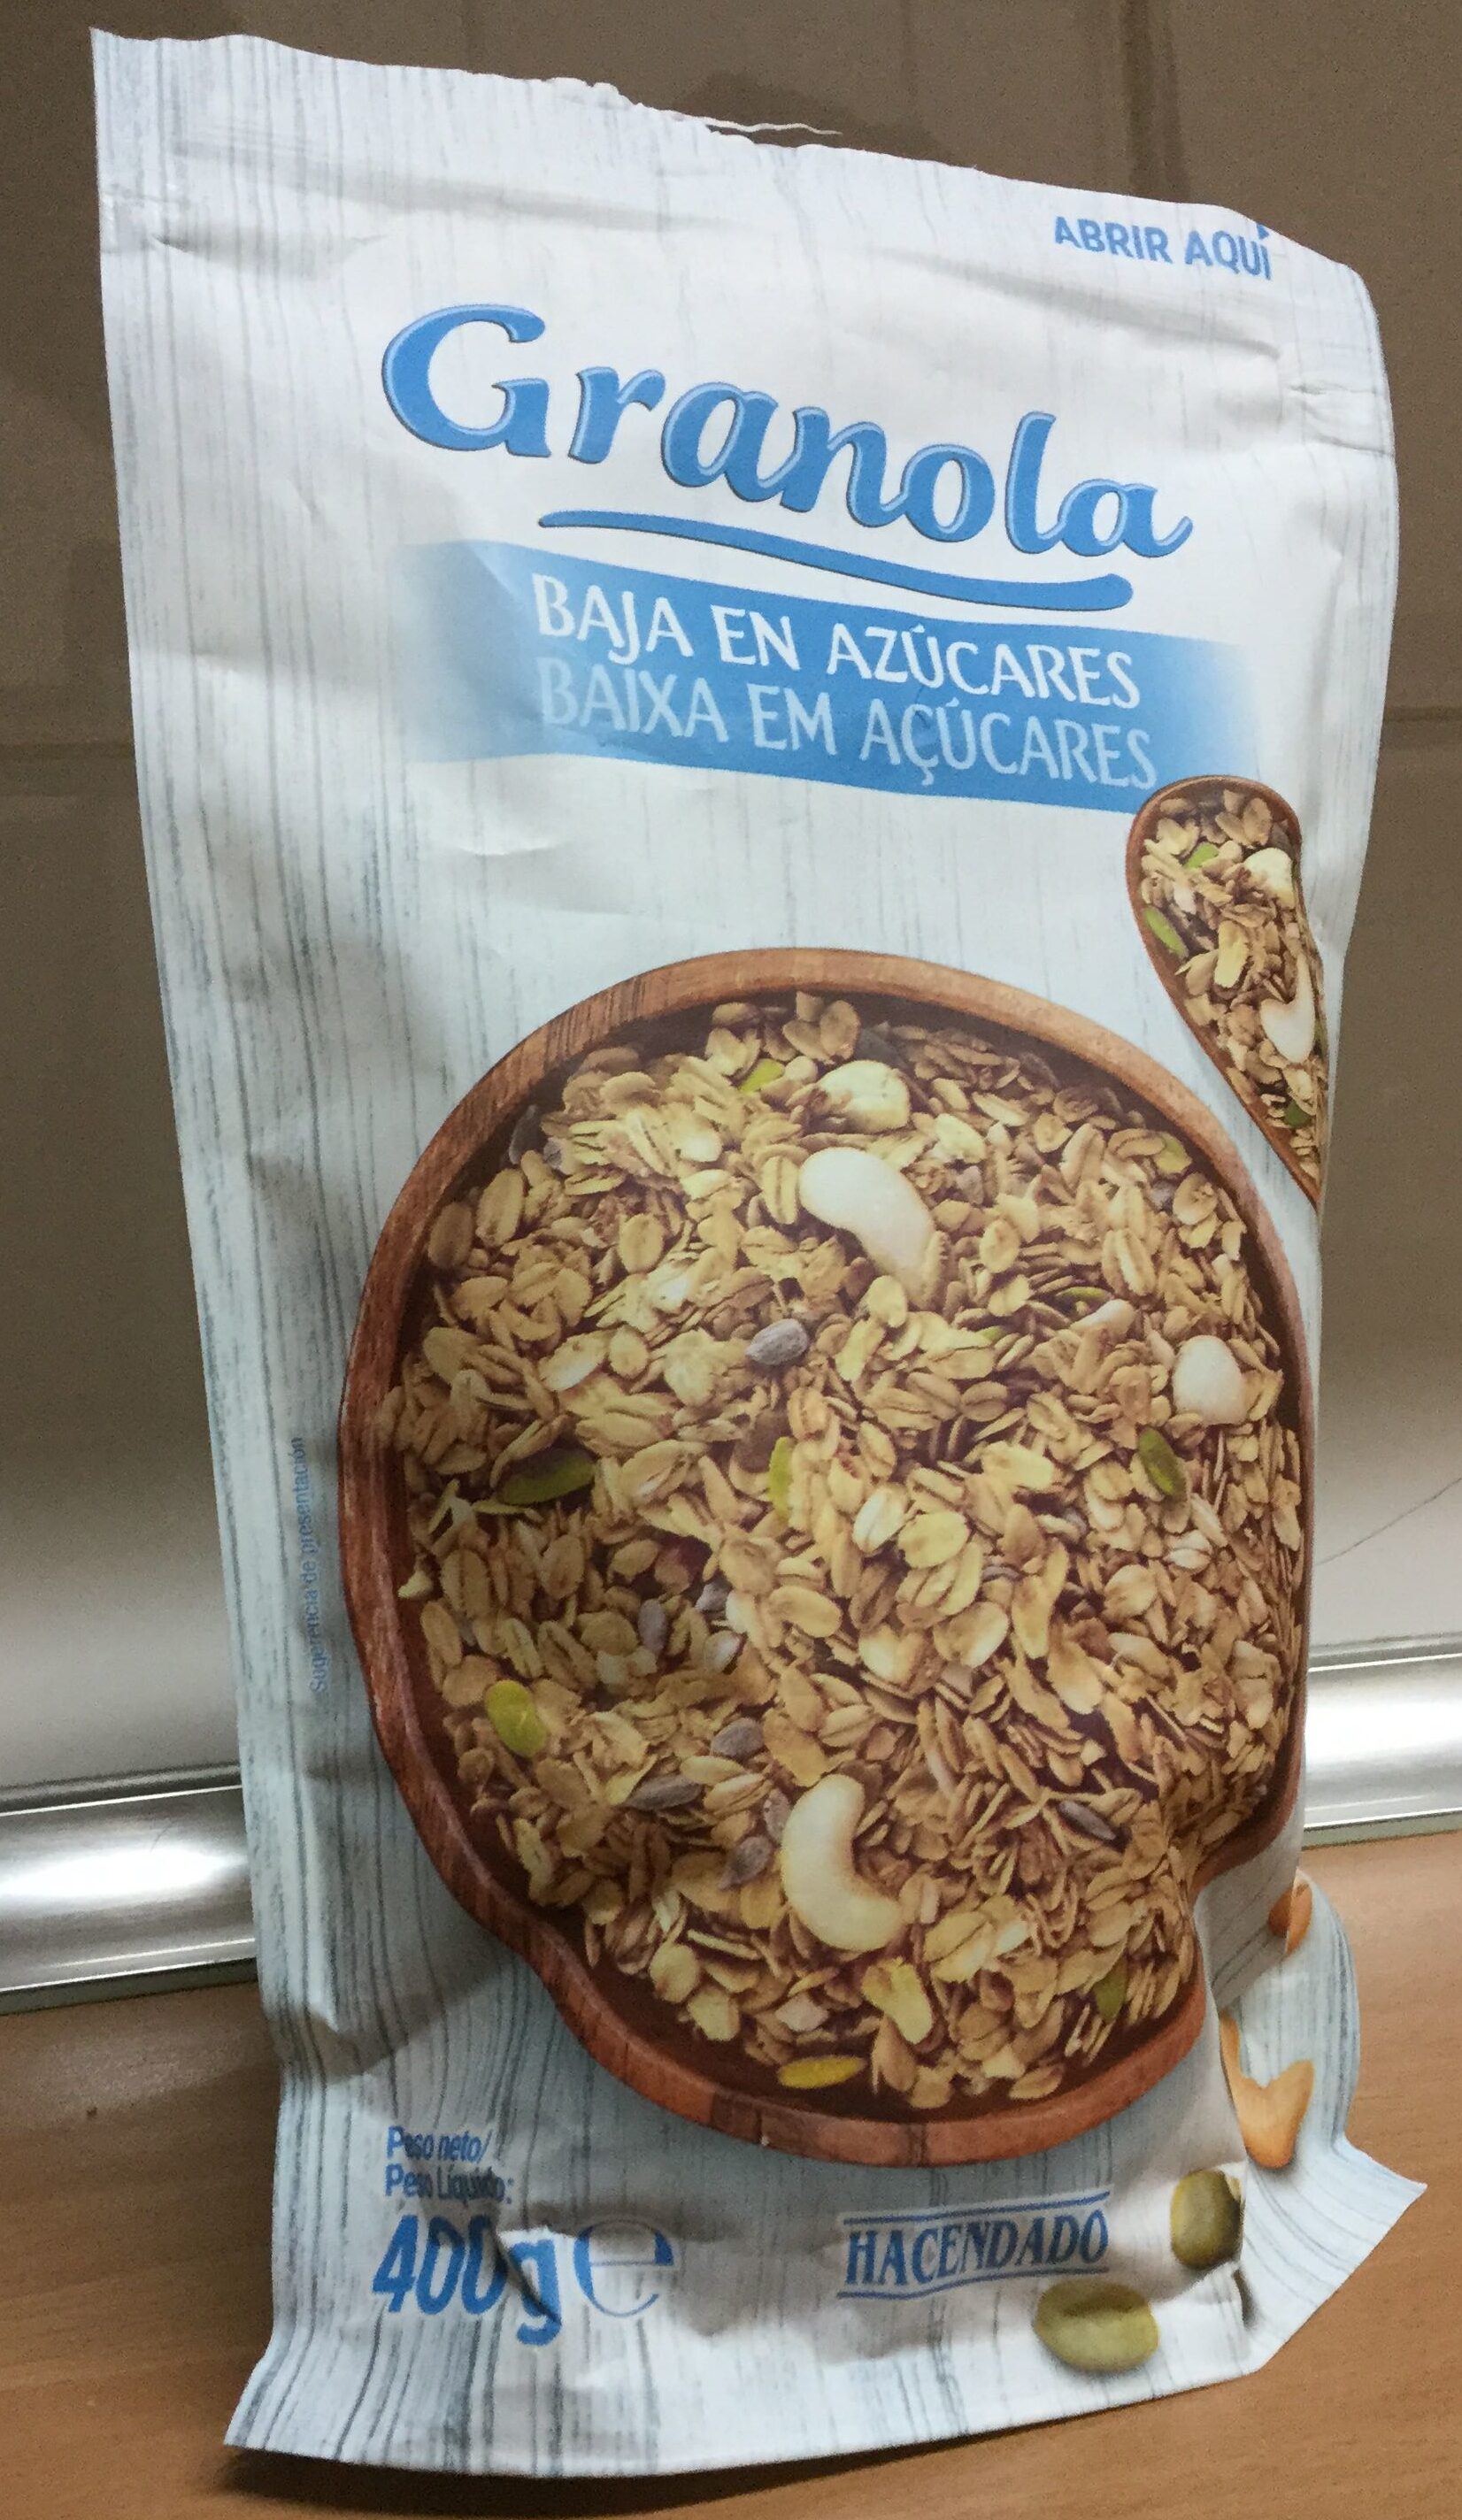 ABRIR AQUÍ
Granola
BAJA EN AZÚCARES
BAIXA EM AÇÚCARES
Sugerencia de presentación
Peso neto/
Peso Líquido:
400g e
HACENDADO